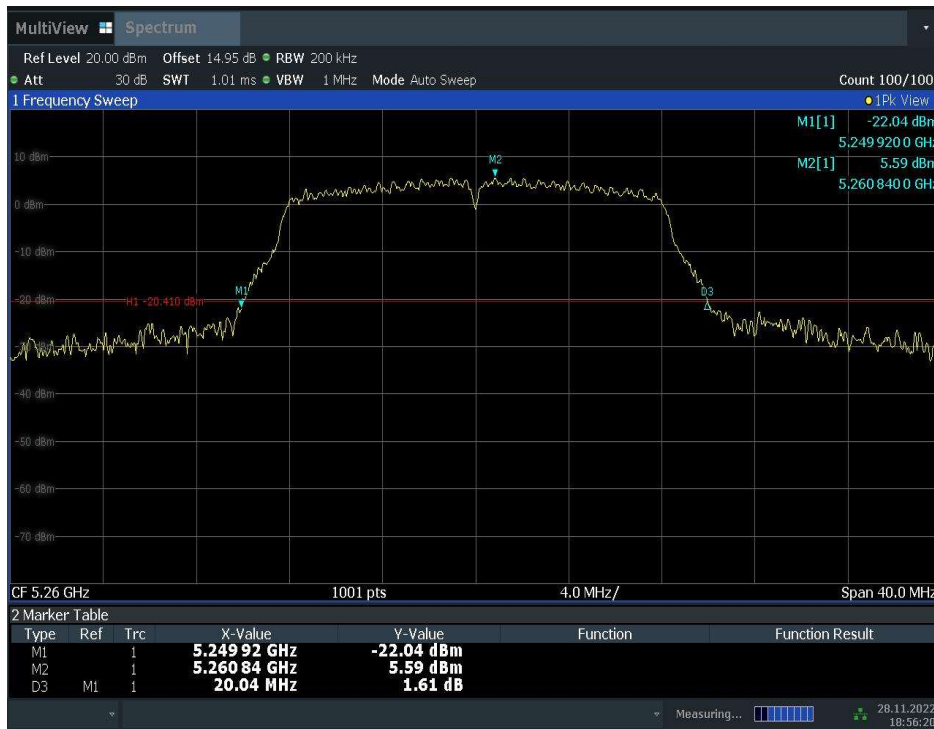 MultiView Spectrum
Ref Level 20.00 dBm Offset 14.95 dB RBW 200 kHz
Att 30 dB SWT 1.01 ms VBW 1 MHz Mode Auto Sweep Count 100/100
1 Frequency Sweep 1Pk View
M1[1] -22.04 dBm
5.249 920 0 GHz
10 dBm M2 M2[1] 5.59 dBm
5.260 840 0 GHz
0 dBm
-10 dBm
M1 D3
-20 dBm H1 -20.410 dBm
-30 dBm
-40 dBm
-50 dBm
-60 dBm
-70 dBm
CF 5.26 GHz 1001 pts 4.0 MHz/ Span 40.0 MHz
2 Marker Table
Type Ref Trc X-Value Y-Value Function Function Result
M1 1 5.249 92 GHz -22.04 dBm
M2 1 5.260 84 GHz 5.59 dBm
D3 M1 1 20.04 MHz 1.61 dB
Measuring... 28.11.2022
18:56:20